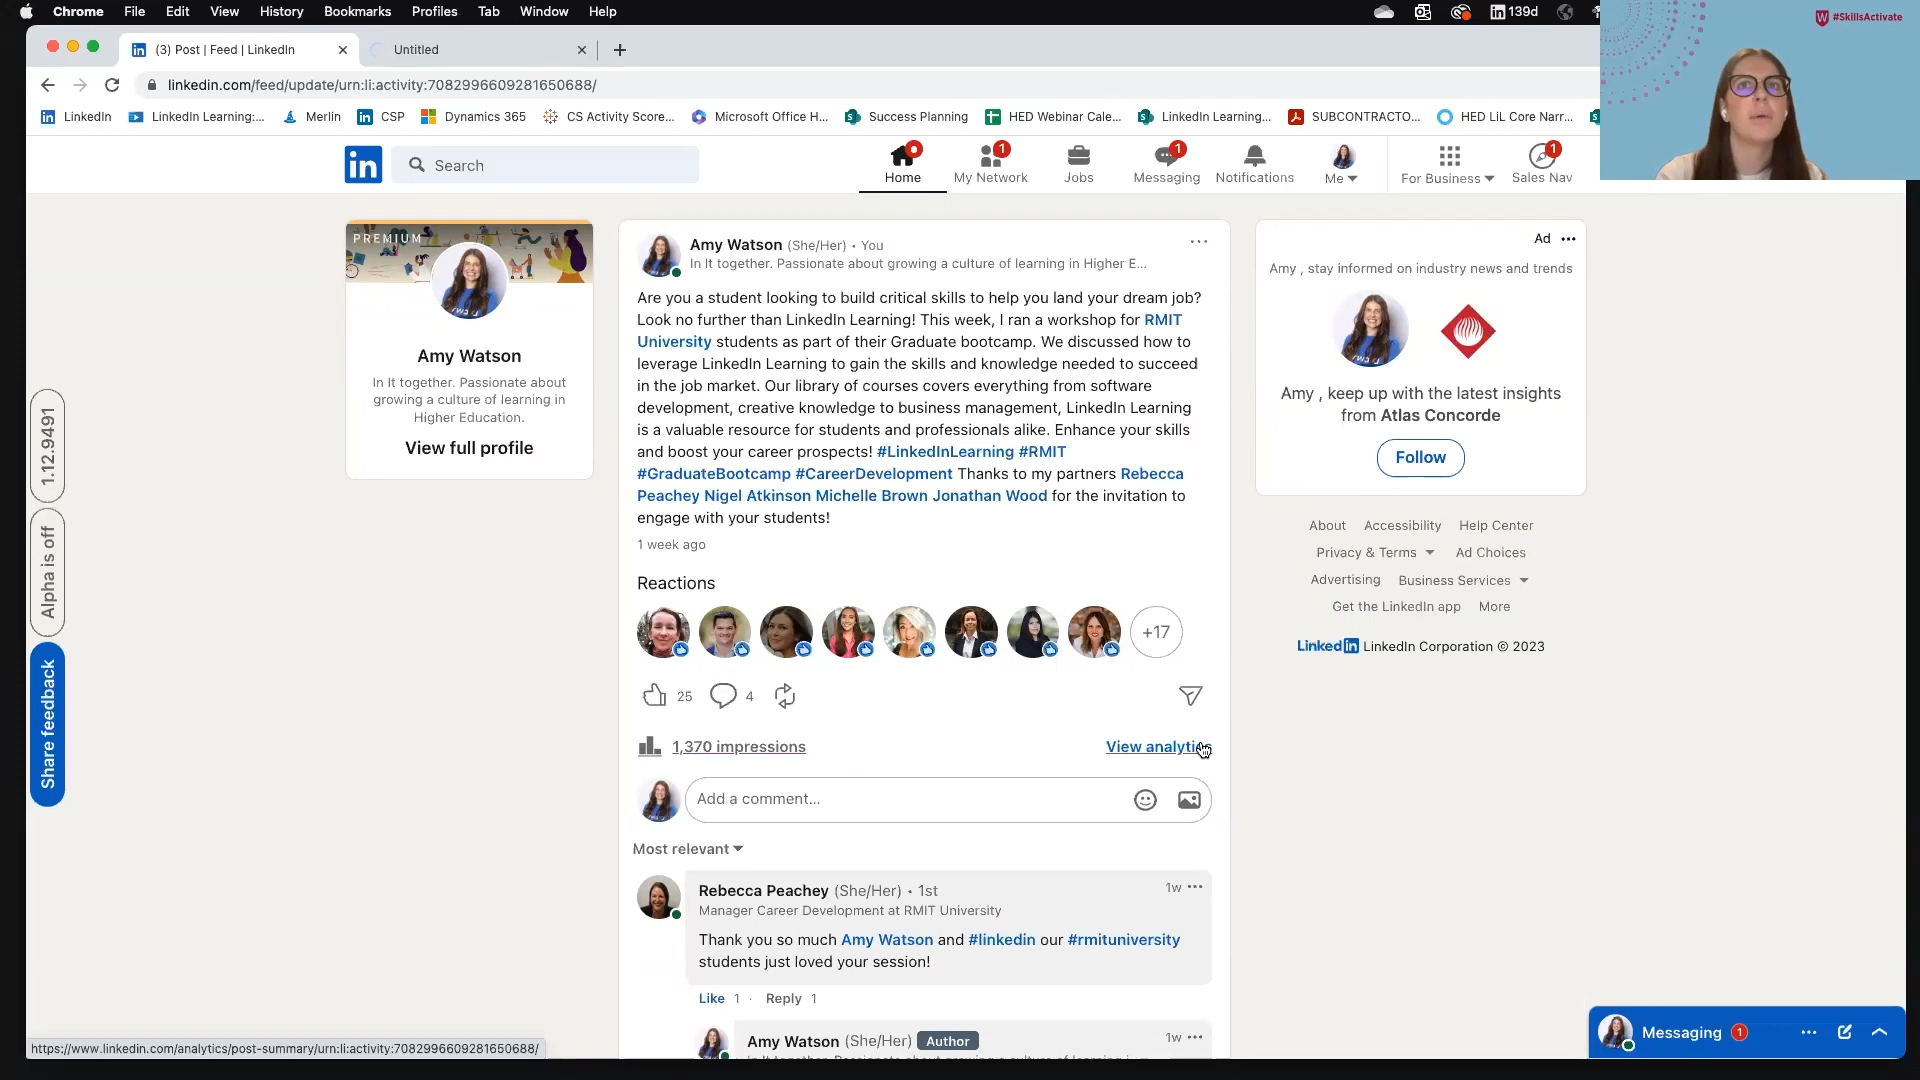 Chrome File Edit View History Bookmarks Profiles Tab Window Help
139d
#SkillsActivate
(3) Post | Feed | LinkedIn
Untitled
linkedin.com/feed/update/urn:li:activity:7082996609281650688/
LinkedIn LinkedIn Learning:... Merlin CSP Dynamics 365 CS Activity Score... Microsoft Office H... Success Planning HED Webinar Cale... LinkedIn Learning... SUBCONTRACTO... HED LiL Core Narr...
in Search
Home My Network 1 Jobs Messaging 1 Notifications Me For Business Sales Nav 1
PREMIUM
Amy Watson
In It together. Passionate about
growing a culture of learning in
Higher Education.
View full profile
1.12.9491
Alpha is off
Share feedback
Amy Watson (She/Her) • You
In It together. Passionate about growing a culture of learning in Higher E...
Are you a student looking to build critical skills to help you land your dream job?
Look no further than LinkedIn Learning! This week, I ran a workshop for RMIT
University students as part of their Graduate bootcamp. We discussed how to
leverage LinkedIn Learning to gain the skills and knowledge needed to succeed
in the job market. Our library of courses covers everything from software
development, creative knowledge to business management, LinkedIn Learning
is a valuable resource for students and professionals alike. Enhance your skills
and boost your career prospects! #LinkedInLearning #RMIT
#GraduateBootcamp #CareerDevelopment Thanks to my partners Rebecca
Peachey Nigel Atkinson Michelle Brown Jonathan Wood for the invitation to
engage with your students!
1 week ago
Reactions
+17
25 4
1,370 impressions
View analytics
Add a comment...
Most relevant
Rebecca Peachey (She/Her) • 1st
1w
Manager Career Development at RMIT University
Thank you so much Amy Watson and #linkedin our #rmituniversity
students just loved your session!
Like 1 · Reply 1
Amy Watson (She/Her) Author
1w
Ad
Amy , stay informed on industry news and trends
Amy , keep up with the latest insights
from Atlas Concorde
Follow
About Accessibility Help Center
Privacy & Terms Ad Choices
Advertising Business Services
Get the LinkedIn app More
LinkedIn LinkedIn Corporation © 2023
Messaging 1
https://www.linkedin.com/analytics/post-summary/urn:li:activity:7082996609281650688/